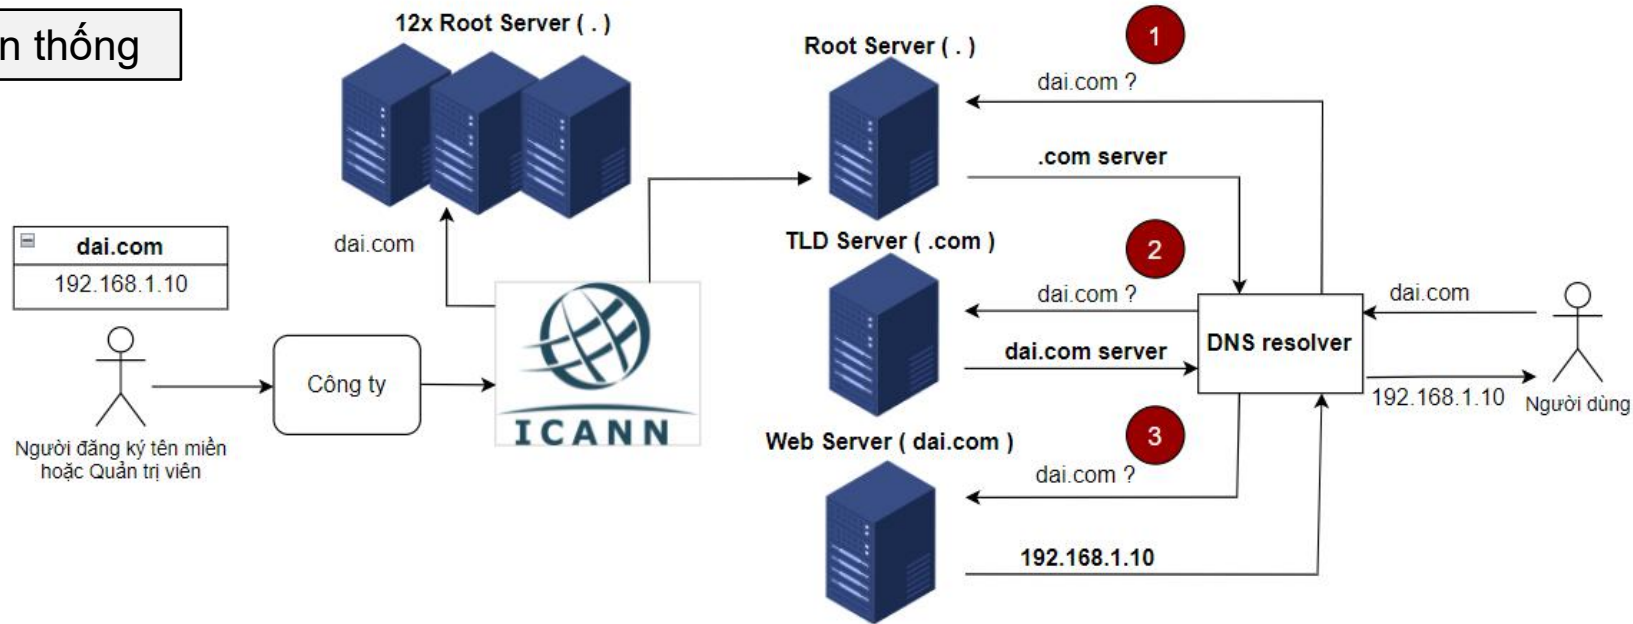 n thống
12x Root Server ( . )
Root Server ( . )
1
dai.com ?
.com server
dai.com
192.168.1.10
dai.com
TLD Server ( .com )
2
dai.com ?
dai.com server
DNS resolver
dai.com
192.168.1.10
Người dùng
Công ty
ICANN
Người đăng ký tên miền
hoặc Quản trị viên
Web Server ( dai.com )
3
dai.com ?
192.168.1.10